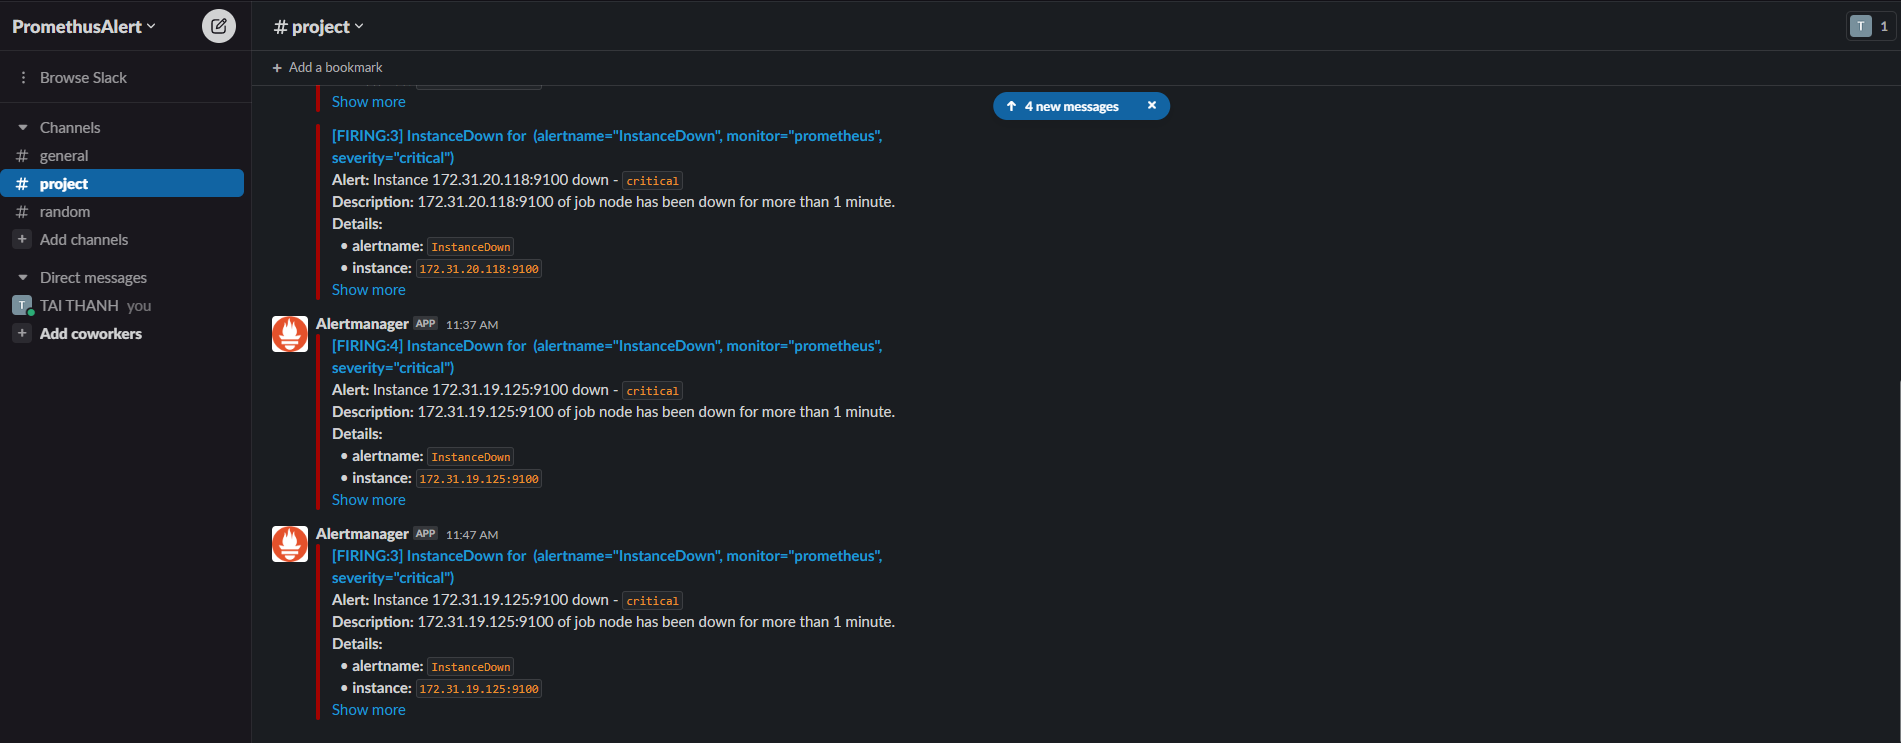 PromethusAlert
Browse Slack
Channels
# general
# project
# random
+ Add channels
Direct messages
T TAI THANH you
+ Add coworkers
# project
T 1
+ Add a bookmark
↑ 4 new messages ×
Show more
[FIRING:3] InstanceDown for (alertname="InstanceDown", monitor="prometheus",
severity="critical")
Alert: Instance 172.31.20.118:9100 down - critical
Description: 172.31.20.118:9100 of job node has been down for more than 1 minute.
Details:
• alertname: InstanceDown
• instance: 172.31.20.118:9100
Show more
Alertmanager APP 11:37 AM
[FIRING:4] InstanceDown for (alertname="InstanceDown", monitor="prometheus",
severity="critical")
Alert: Instance 172.31.19.125:9100 down - critical
Description: 172.31.19.125:9100 of job node has been down for more than 1 minute.
Details:
• alertname: InstanceDown
• instance: 172.31.19.125:9100
Show more
Alertmanager APP 11:47 AM
[FIRING:3] InstanceDown for (alertname="InstanceDown", monitor="prometheus",
severity="critical")
Alert: Instance 172.31.19.125:9100 down - critical
Description: 172.31.19.125:9100 of job node has been down for more than 1 minute.
Details:
• alertname: InstanceDown
• instance: 172.31.19.125:9100
Show more